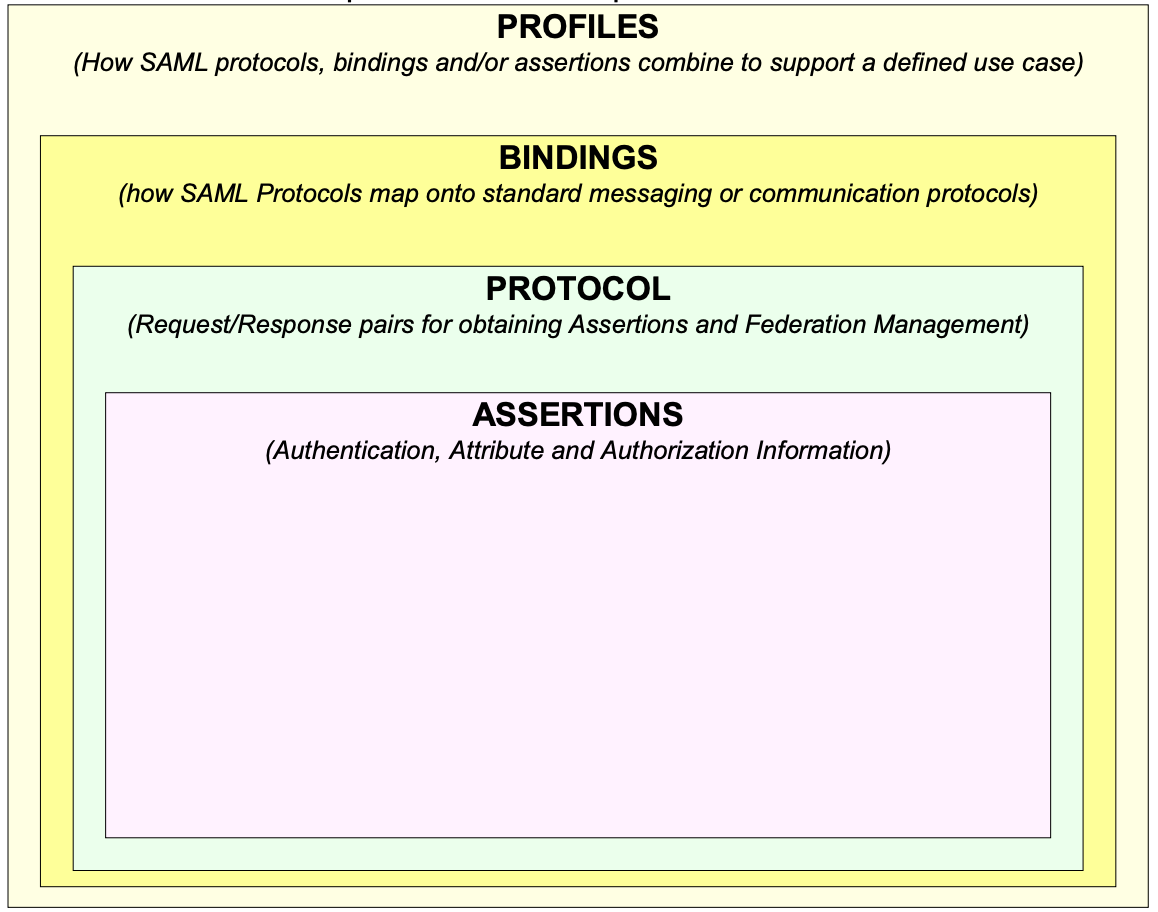 PROFILES
(How SAML protocols, bindings and/or assertions combine to support a defined use case)
BINDINGS
(how SAML Protocols map onto standard messaging or communication protocols)
PROTOCOL
(Request/Response pairs for obtaining Assertions and Federation Management)
ASSERTIONS
(Authentication, Attribute and Authorization Information)